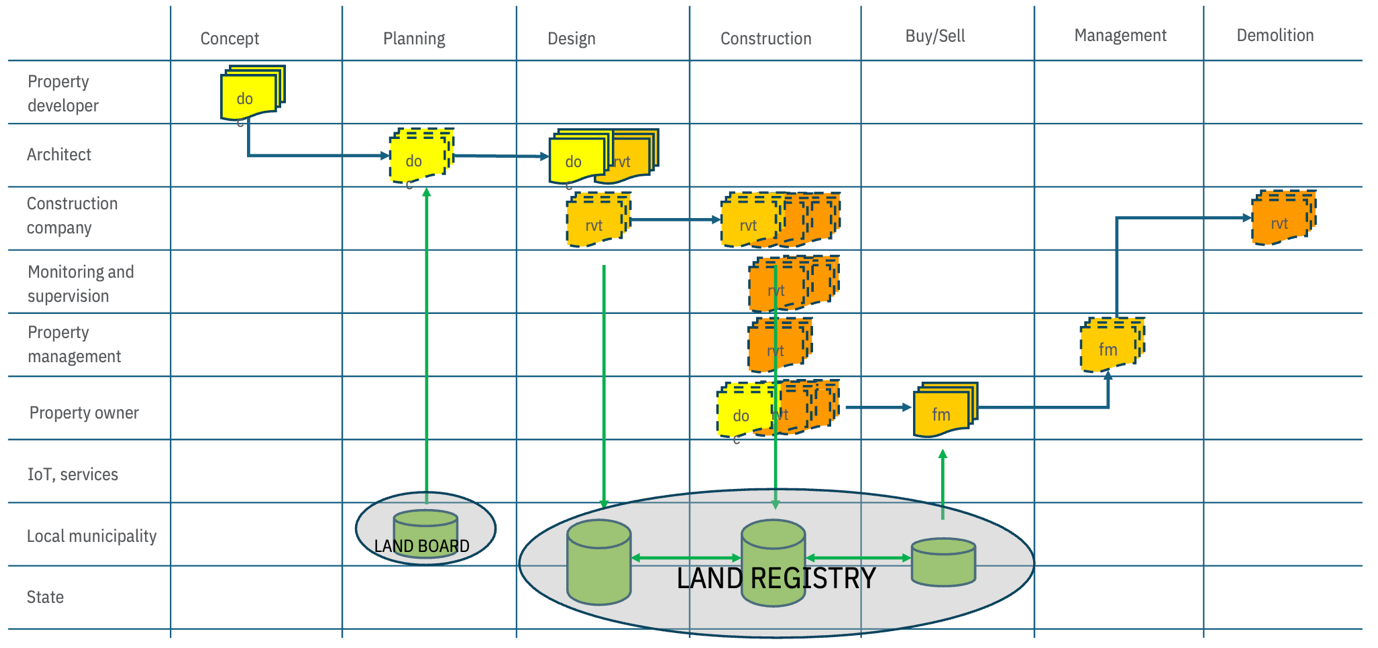 Concept
Planning
Design
Construction
Buy/Sell
Management
Demolition
Property
developer
do
c
Architect
do
c
do
c
rvt
Construction
company
rvt
rvt
rvt
Monitoring and
supervision
rvt
Property
management
rvt
fm
Property owner
do
c
rvt
fm
IoT, services
Local municipality
LAND BOARD
LAND REGISTRY
State